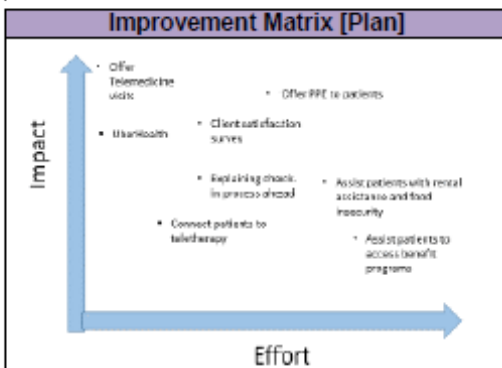 Improvement Matrix [Plan]
Impact
• Offer
Telemedicine
visits
• Offer PPE to patients
• UberHealth
• Client satisfaction
survey
• Explaining check-
in process ahead
• Assist patients with rental
assistance and food
insecurity
• Connect patients to
teletherapy
• Assist patients to
access benefit
programs
Effort